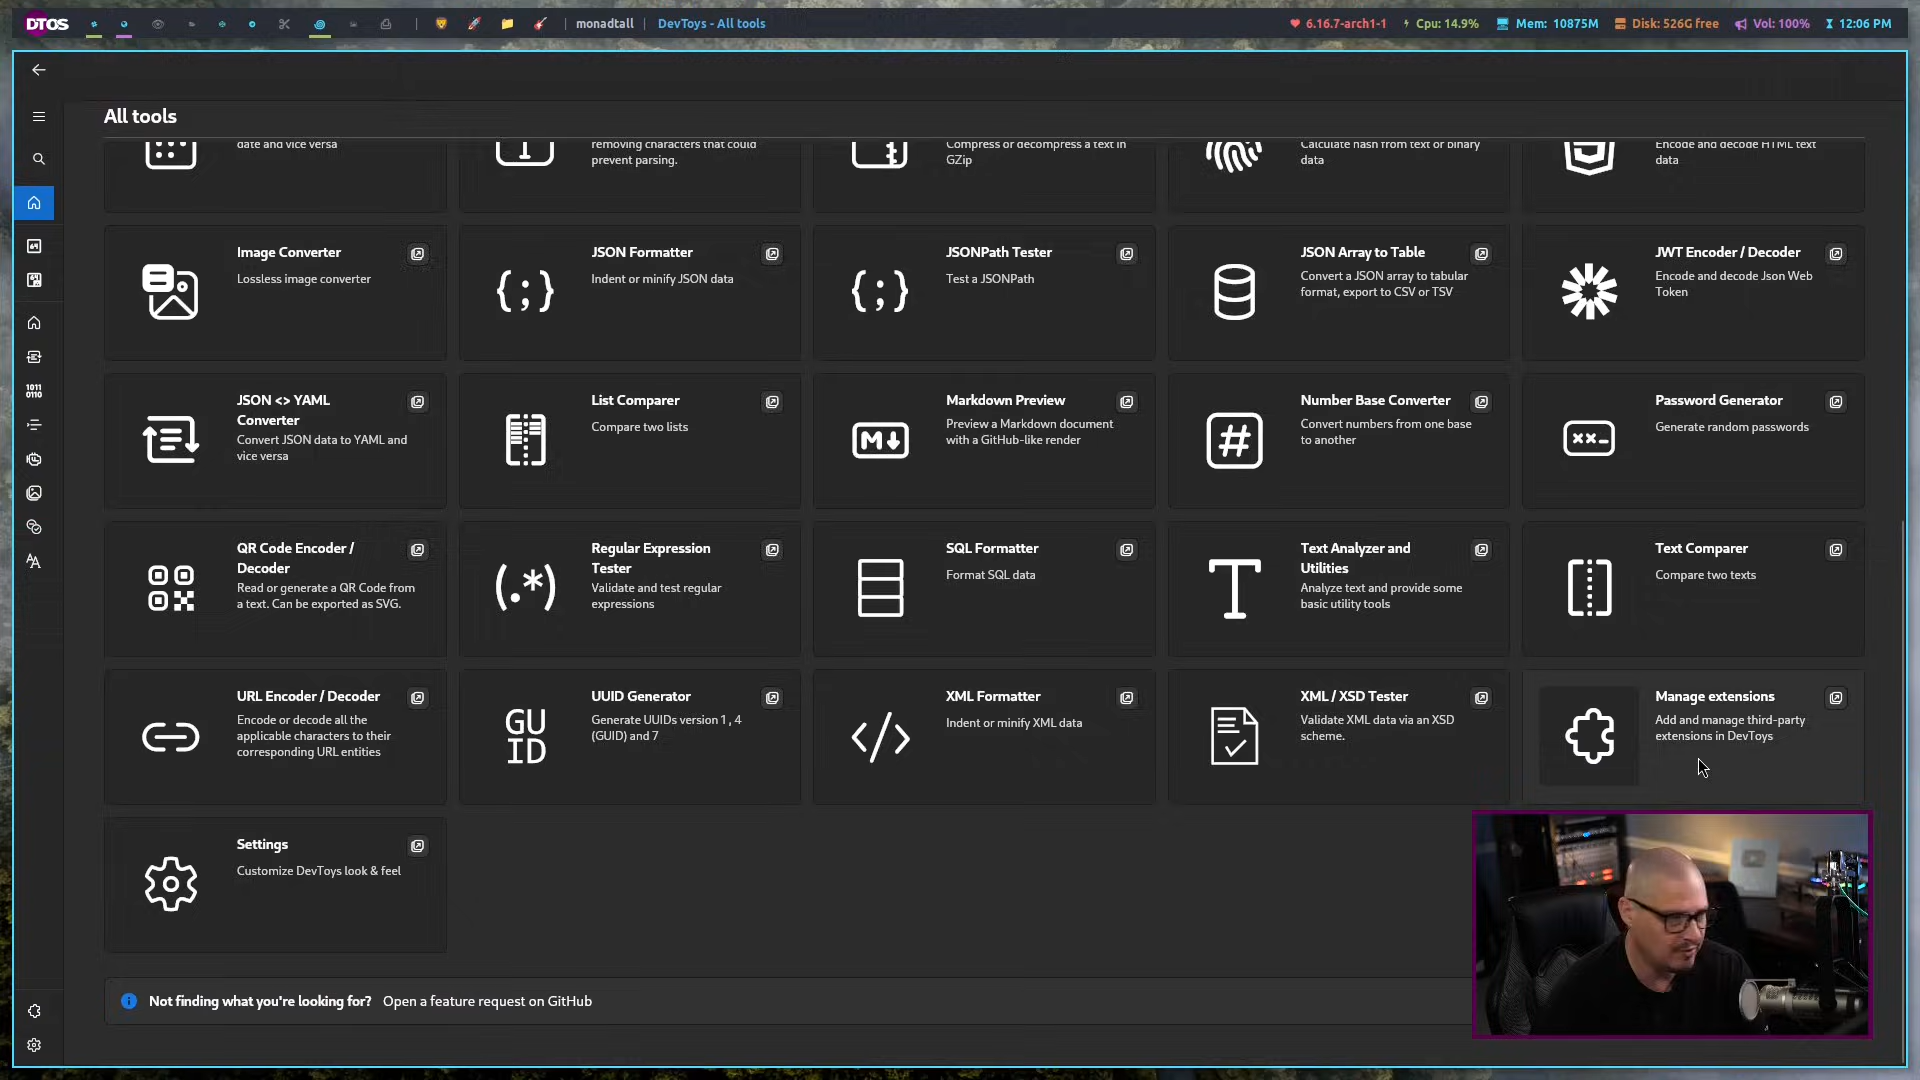 DTOS
monadtall
DevToys - All tools
6.16.7-arch1-1
Cpu: 14.9%
Mem: 10875M
Disk: 526G free
Vol: 100%
12:06 PM
All tools
date and vice versa
removing characters that could
prevent parsing.
Compress or decompress a text in
GZip
Calculate hash from text or binary
data
Encode and decode HTML text
data
Image Converter
Lossless image converter
JSON Formatter
Indent or minify JSON data
JSONPath Tester
Test a JSONPath
JSON Array to Table
Convert a JSON array to tabular
format, export to CSV or TSV
JWT Encoder / Decoder
Encode and decode Json Web
Token
JSON <> YAML
Converter
Convert JSON data to YAML and
vice versa
List Comparer
Compare two lists
Markdown Preview
Preview a Markdown document
with a GitHub-like render
Number Base Converter
Convert numbers from one base
to another
Password Generator
Generate random passwords
QR Code Encoder /
Decoder
Read or generate a QR Code from
a text. Can be exported as SVG.
Regular Expression
Tester
Validate and test regular
expressions
SQL Formatter
Format SQL data
Text Analyzer and
Utilities
Analyze text and provide some
basic utility tools
Text Comparer
Compare two texts
URL Encoder / Decoder
Encode or decode all the
applicable characters to their
corresponding URL entities
GU
ID
UUID Generator
Generate UUIDs version 1 , 4
(GUID) and 7
XML Formatter
Indent or minify XML data
XML / XSD Tester
Validate XML data via an XSD
scheme.
Manage extensions
Add and manage third-party
extensions in DevToys
Settings
Customize DevToys look & feel
Not finding what you're looking for? Open a feature request on GitHub